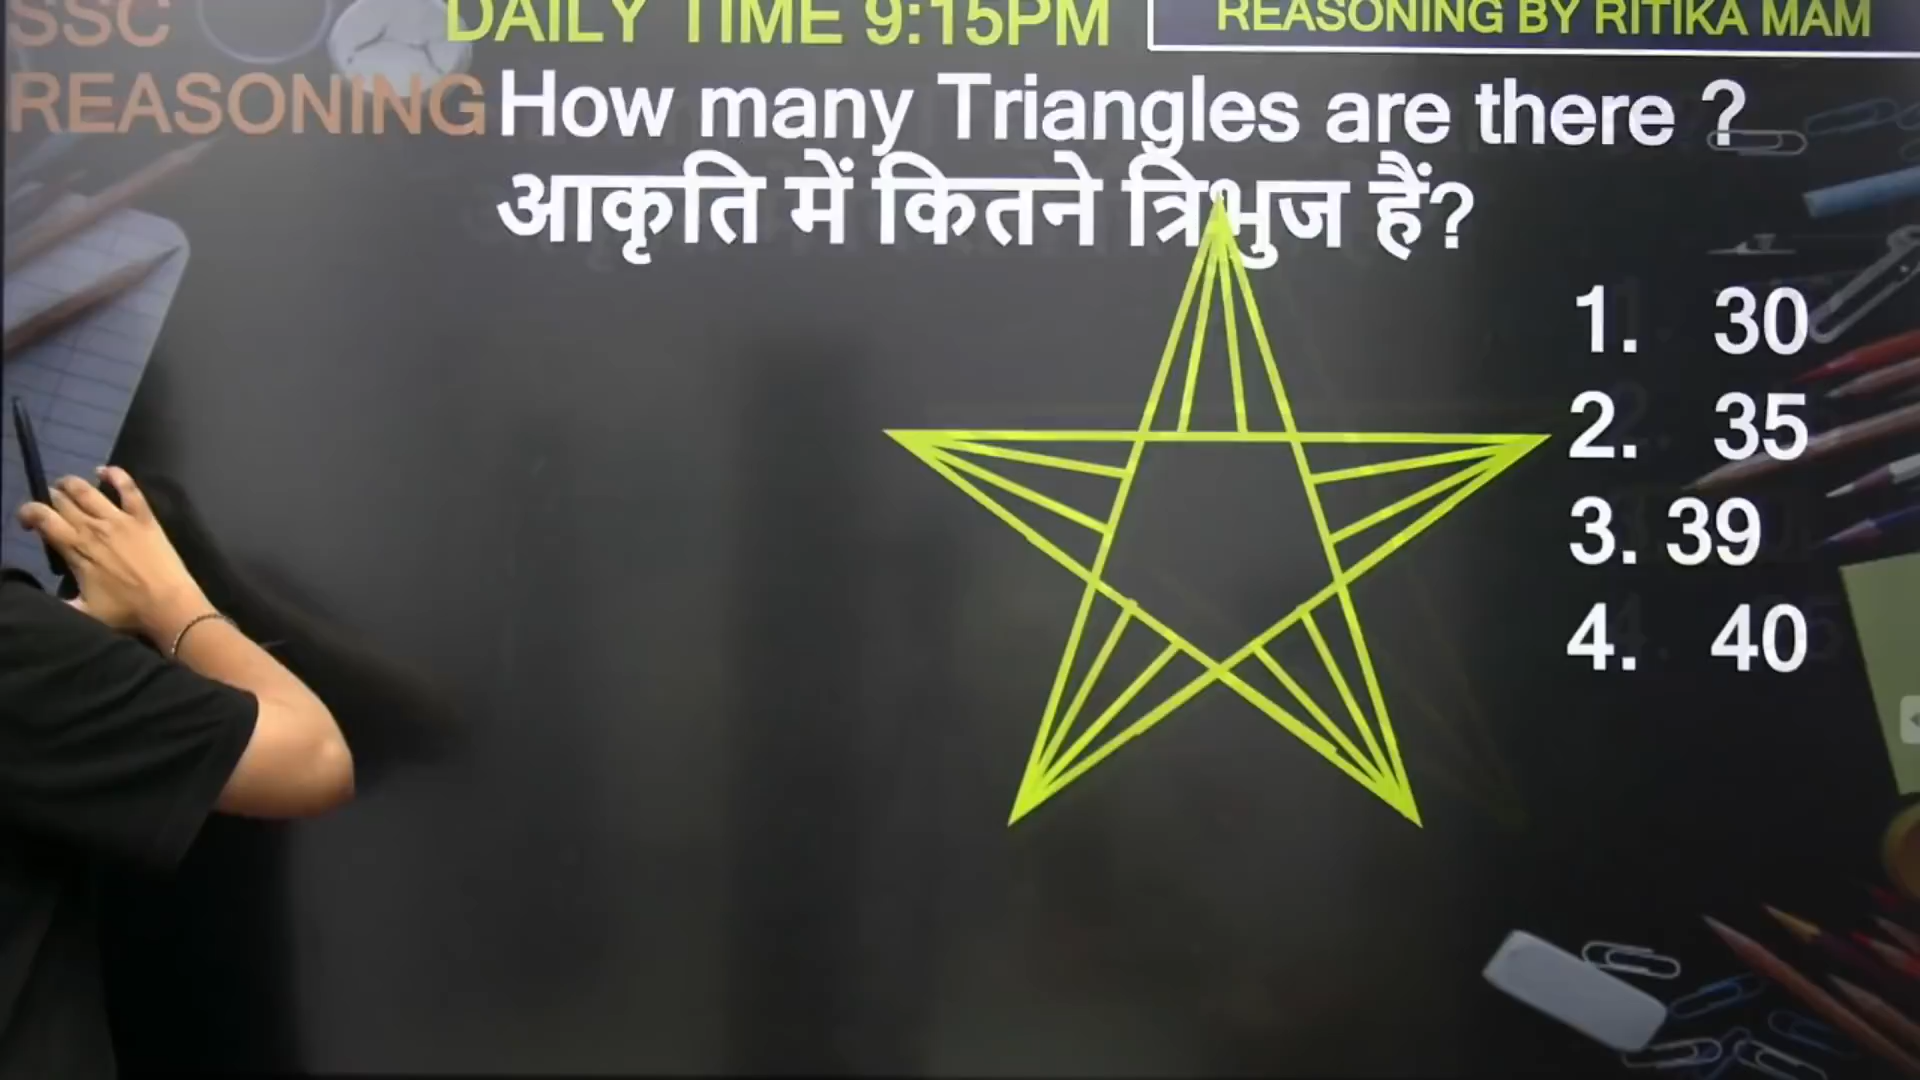 SSC
REASONING
DAILY TIME 9:15PM
REASONING BY RITIKA MAM
How many Triangles are there ?
आकृति में कितने त्रिभुज हैं?
1. 30
2. 35
3. 39
4. 40